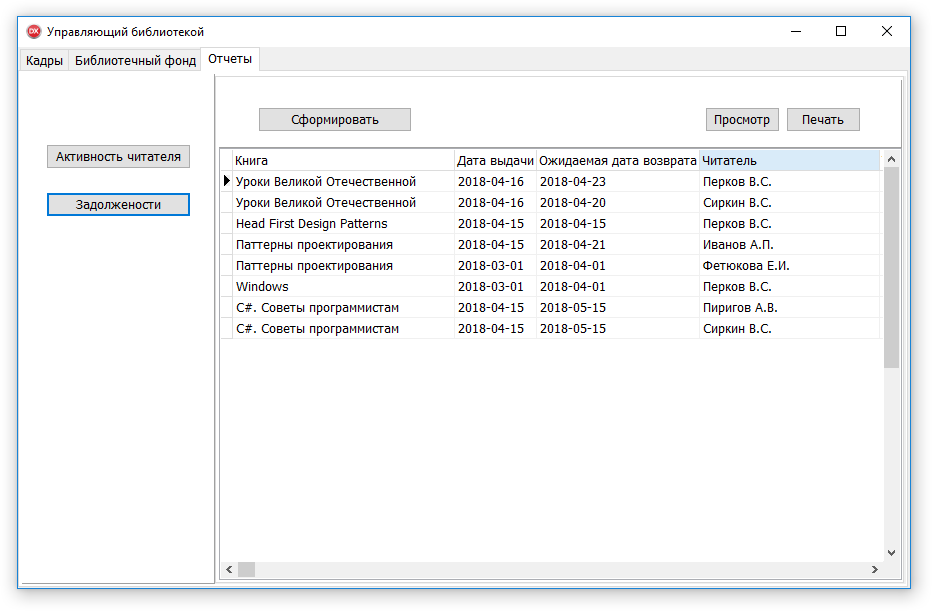 DX Управляющий библиотекой
Кадры Библиотечный фонд Отчеты
Сформировать Просмотр Печать
Активность читателя
Задолжености
Книга Дата выдачи Ожидаемая дата возврата Читатель
Уроки Великой Отечественной 2018-04-16 2018-04-23 Перков В.С.
Уроки Великой Отечественной 2018-04-16 2018-04-20 Сиркин В.С.
Head First Design Patterns 2018-04-15 2018-04-15 Перков В.С.
Паттерны проектирования 2018-04-15 2018-04-21 Иванов А.П.
Паттерны проектирования 2018-03-01 2018-04-01 Фетюкова Е.И.
Windows 2018-03-01 2018-04-01 Перков В.С.
C#. Советы программистам 2018-04-15 2018-05-15 Пиригов А.В.
C#. Советы программистам 2018-04-15 2018-05-15 Сиркин В.С.